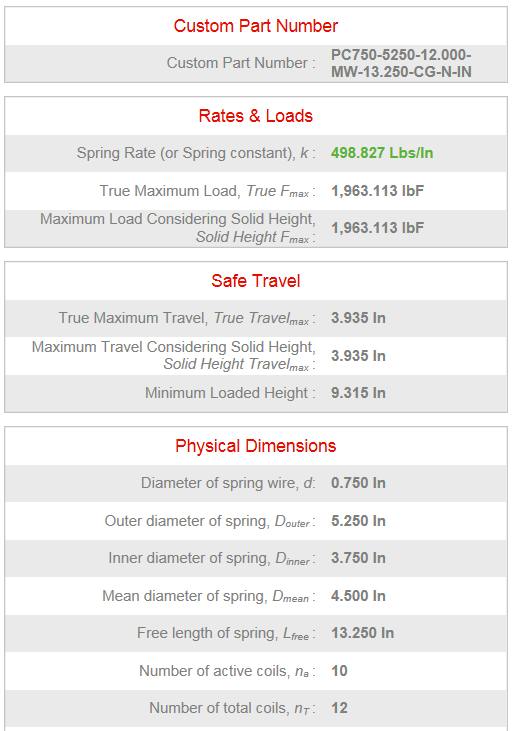 Custom Part Number
Custom Part Number : PC750-5250-12.000-
MW-13.250-CG-N-IN
Rates & Loads
Spring Rate (or Spring constant), k : 498.827 Lbs/In
True Maximum Load, True Fmax : 1,963.113 lbF
Maximum Load Considering Solid Height,
Solid Height Fmax : 1,963.113 lbF
Safe Travel
True Maximum Travel, True Travelmax : 3.935 In
Maximum Travel Considering Solid Height,
Solid Height Travelmax : 3.935 In
Minimum Loaded Height : 9.315 In
Physical Dimensions
Diameter of spring wire, d: 0.750 In
Outer diameter of spring, Douter : 5.250 In
Inner diameter of spring, Dinner : 3.750 In
Mean diameter of spring, Dmean : 4.500 In
Free length of spring, Lfree : 13.250 In
Number of active coils, na : 10
Number of total coils, nT : 12